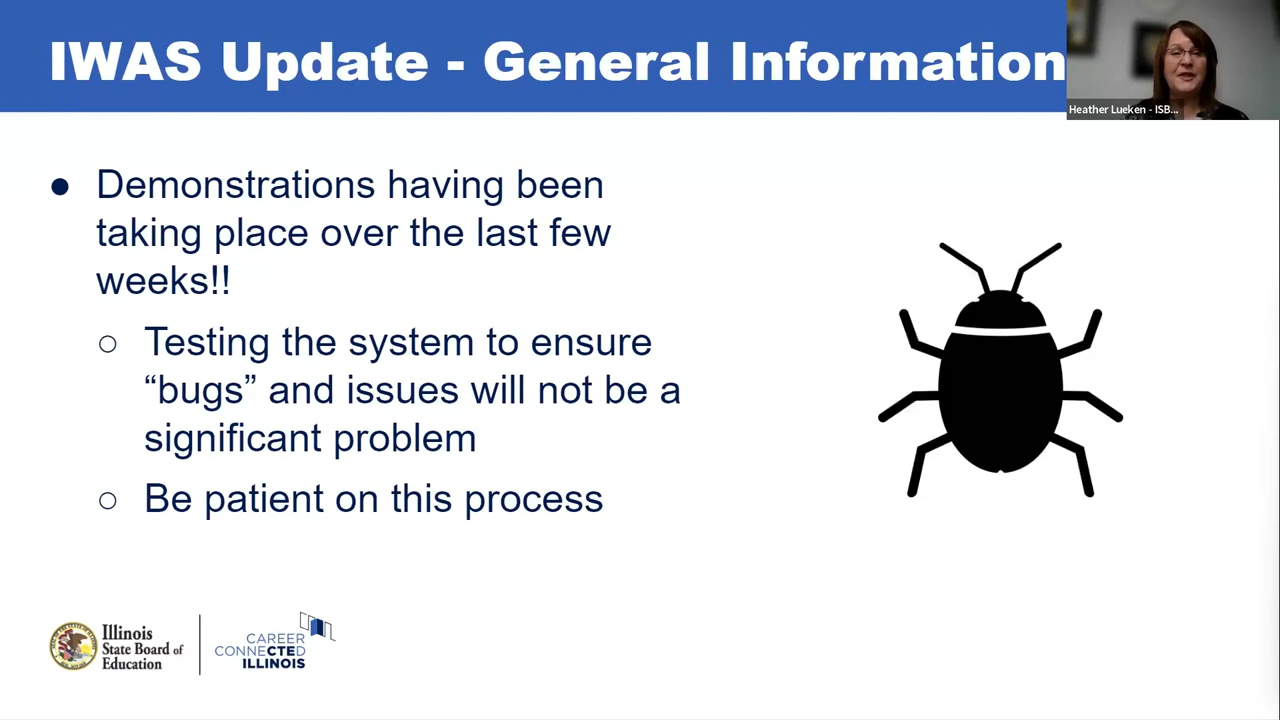 IWAS Update - General Information
Heather Lueken - ISB...
● Demonstrations having been
taking place over the last few
weeks!!
○ Testing the system to ensure
“bugs” and issues will not be a
significant problem
○ Be patient on this process
Illinois
State Board of
Education
CAREER
CONNECTED
ILLINOIS